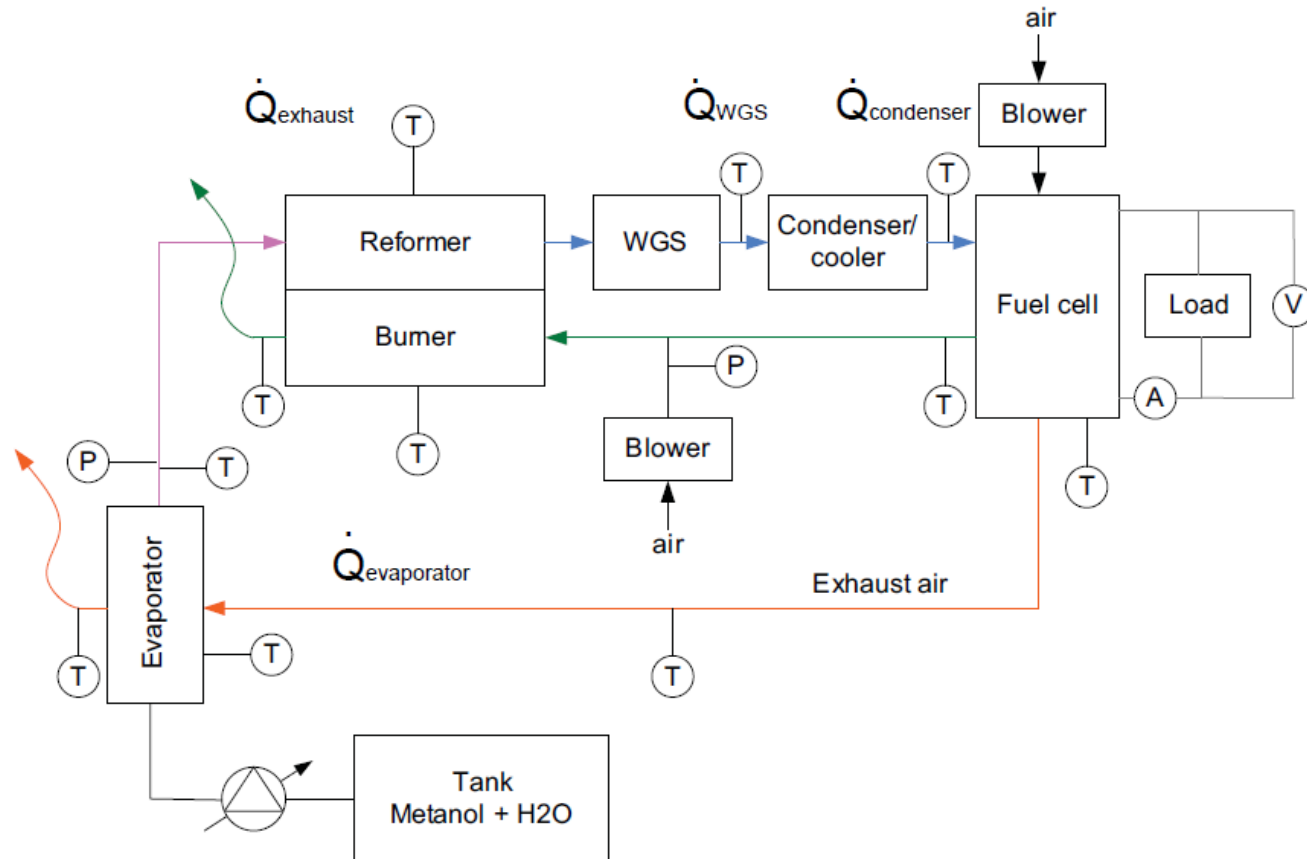 air
Q̇exhaust
Q̇WGS
Q̇condenser
Blower
T
T
T
Reformer
WGS
Condenser/
cooler
Fuel cell
Load
V
Burner
P
A
T
T
T
Blower
P
T
T
air
Q̇evaporator
Exhaust air
Evaporator
T
T
T
Tank
Metanol + H2O